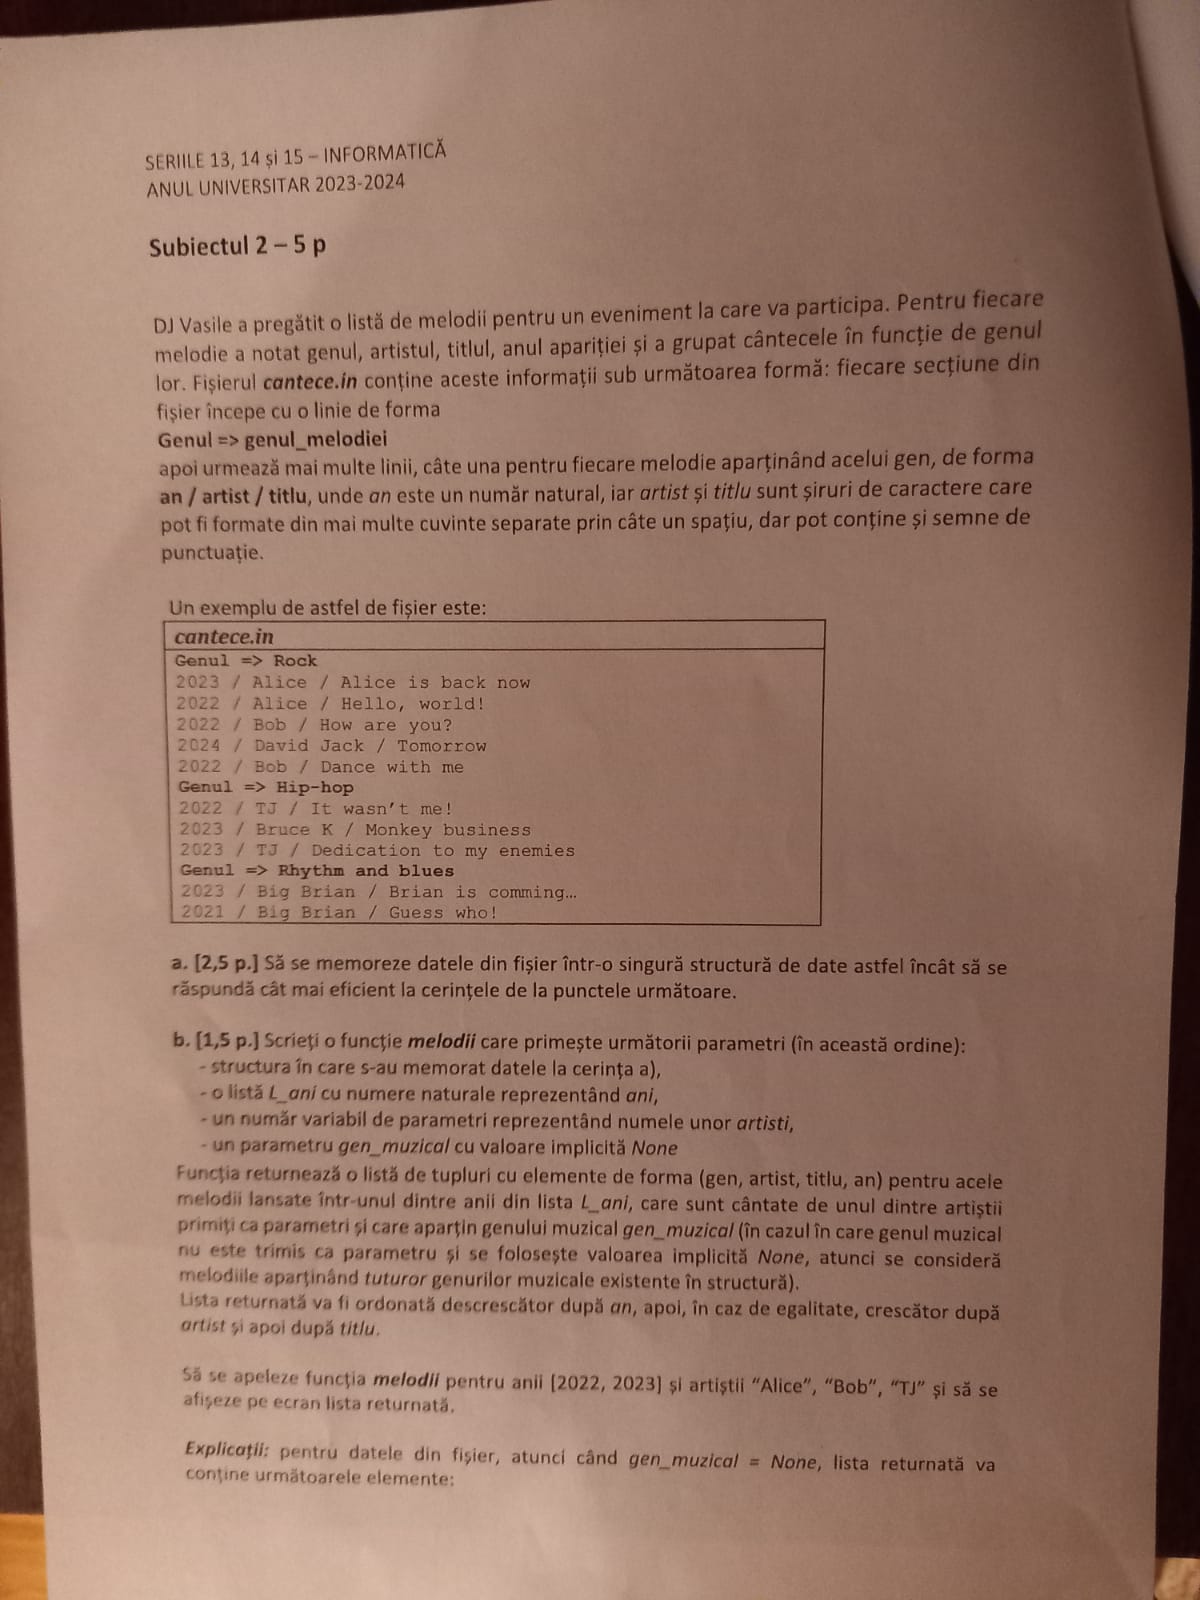 SERIILE 13, 14 și 15 – INFORMATICĂ
ANUL UNIVERSITAR 2023-2024
Subiectul 2 – 5 p
DJ Vasile a pregătit o listă de melodii pentru un eveniment la care va participa. Pentru fiecare
melodie a notat genul, artistul, titlul, anul apariției și a grupat cântecele în funcție de genul
lor. Fișierul cantece.in conține aceste informații sub următoarea formă: fiecare secțiune din
fișier începe cu o linie de forma
Genul => genul_melodiei
apoi urmează mai multe linii, câte una pentru fiecare melodie aparținând acelui gen, de forma
an / artist / titlu, unde an este un număr natural, iar artist și titlu sunt șiruri de caractere care
pot fi formate din mai multe cuvinte separate prin câte un spațiu, dar pot conține și semne de
punctuație.
Un exemplu de astfel de fișier este:
cantece.in
Genul => Rock
2023 / Alice / Alice is back now
2022 / Alice / Hello, world!
2022 / Bob / How are you?
2024 / David Jack / Tomorrow
2022 / Bob / Dance with me
Genul => Hip-hop
2022 / TJ / It wasn't me!
2023 / Bruce K / Monkey business
2023 / TJ / Dedication to my enemies
Genul => Rhythm and blues
2023 / Big Brian / Brian is comming…
2021 / Big Brian / Guess who!
a. [2,5 p.] Să se memoreze datele din fișier într-o singură structură de date astfel încât să se
răspundă cât mai eficient la cerințele de la punctele următoare.
b. [1,5 p.] Scrieți o funcție melodii care primește următorii parametri (în această ordine):
- structura în care s-au memorat datele la cerința a),
- o listă L_ani cu numere naturale reprezentând ani,
- un număr variabil de parametri reprezentând numele unor artisti,
- un parametru gen_muzical cu valoare implicită None
Funcția returnează o listă de tupluri cu elemente de forma (gen, artist, titlu, an) pentru acele
melodii lansate într-unul dintre anii din lista L_ani, care sunt cântate de unul dintre artiștii
primiți ca parametri și care aparțin genului muzical gen_muzical (în cazul în care genul muzical
nu este trimis ca parametru și se folosește valoarea implicită None, atunci se consideră
melodiile aparținând tuturor genurilor muzicale existente în structură).
Lista returnată va fi ordonată descrescător după an, apoi, în caz de egalitate, crescător după
artist și apoi după titlu.
Să se apeleze funcția melodii pentru anii [2022, 2023] și artiștii “Alice”, “Bob”, “TJ” și să se
afișeze pe ecran lista returnată.
Explicații: pentru datele din fișier, atunci când gen_muzical = None, lista returnată va
conține următoarele elemente: